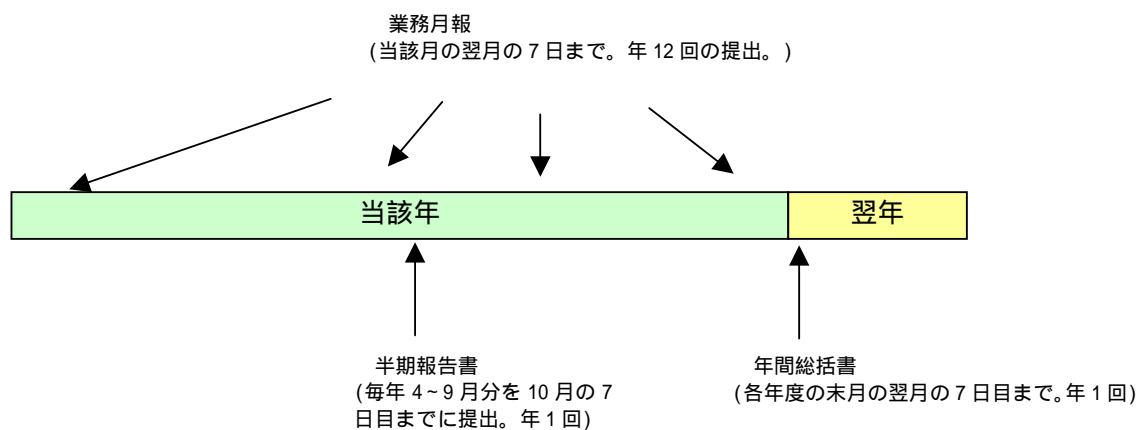 業務月報
(当該月の翌月の 7 日まで。年 12 回の提出。)
当該年
翌年
半期報告書
(毎年 4~9 月分を 10 月の 7
日目までに提出。年 1 回)
年間総括書
(各年度の末月の翌月の 7 日目まで。年 1 回)